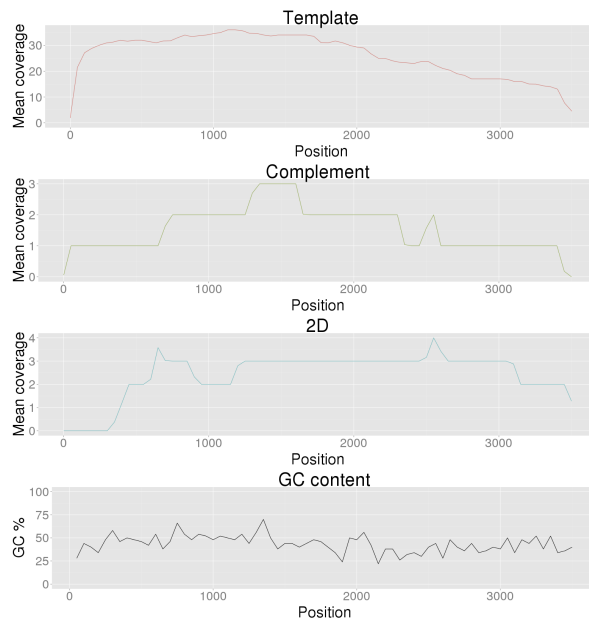 Template
Mean coverage
30
20
10
0
0 1000 2000 3000
Position
Complement
Mean coverage
3
2
1
0
0 1000 2000 3000
Position
2D
Mean coverage
4
3
2
1
0
0 1000 2000 3000
Position
GC content
GC %
100
75
50
25
0
0 1000 2000 3000
Position